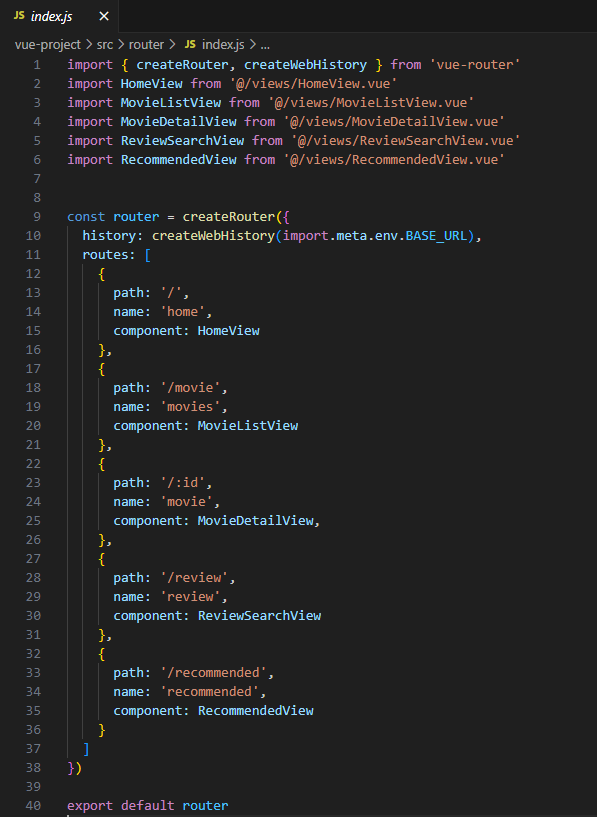 JS index.js ×
vue-project > src > router > JS index.js > ...
1 import { createRouter, createWebHistory } from 'vue-router'
2 import HomeView from '@/views/HomeView.vue'
3 import MovieListView from '@/views/MovieListView.vue'
4 import MovieDetailView from '@/views/MovieDetailView.vue'
5 import ReviewSearchView from '@/views/ReviewSearchView.vue'
6 import RecommendedView from '@/views/RecommendedView.vue'
7
8
9 const router = createRouter({
10   history: createWebHistory(import.meta.env.BASE_URL),
11   routes: [
12     {
13       path: '/',
14       name: 'home',
15       component: HomeView
16     },
17     {
18       path: '/movie',
19       name: 'movies',
20       component: MovieListView
21     },
22     {
23       path: '/:id',
24       name: 'movie',
25       component: MovieDetailView,
26     },
27     {
28       path: '/review',
29       name: 'review',
30       component: ReviewSearchView
31     },
32     {
33       path: '/recommended',
34       name: 'recommended',
35       component: RecommendedView
36     }
37   ]
38 })
39
40 export default router